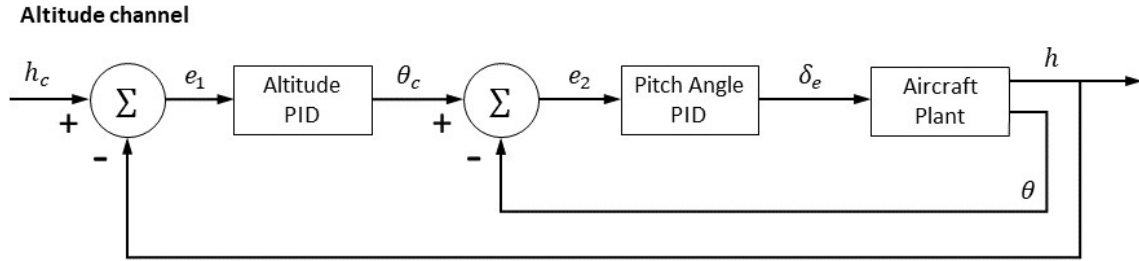 Altitude channel
h_c
e_1
θ_c
e_2
δ_e
h
Σ
Altitude
PID
Σ
Pitch Angle
PID
Aircraft
Plant
+
-
+
-
θ